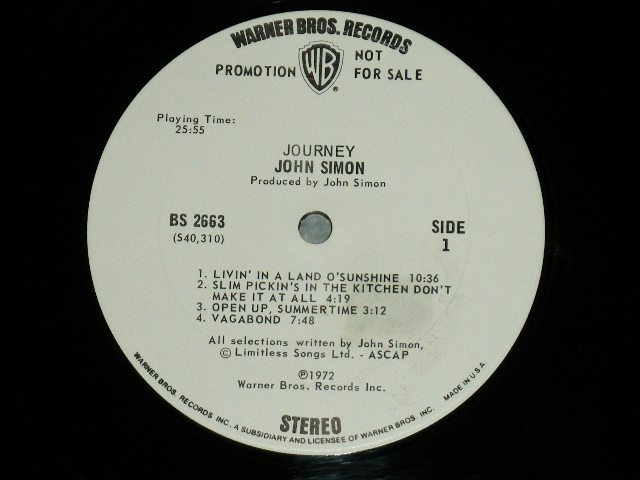 WARNER BROS. RECORDS
PROMOTION WB NOT FOR SALE
®
Playing Time:
25:55
JOURNEY
JOHN SIMON
Produced by John Simon
BS 2663
(S40,310)
SIDE
1
1. LIVIN' IN A LAND O'SUNSHINE 10:36
2. SLIM PICKIN'S IN THE KITCHEN DON'T
MAKE IT AT ALL 4:19
3. OPEN UP, SUMMERTIME 3:12
4. VAGABOND 7:48
All selections written by John Simon,
© Limitless Songs Ltd. - ASCAP
℗1972
Warner Bros. Records Inc.
STEREO
WARNER BROS. RECORDS INC., A SUBSIDIARY AND LICENSEE OF WARNER BROS. INC. MADE IN U.S.A.